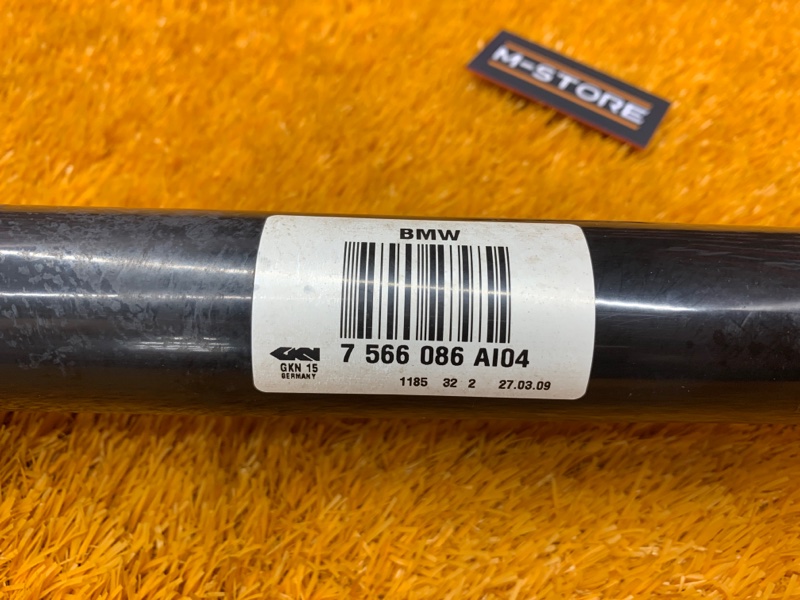 M-STORE
BMW
7 566 086 AI04
GKN
GKN 15
GERMANY
1185 32 2 27.03.09